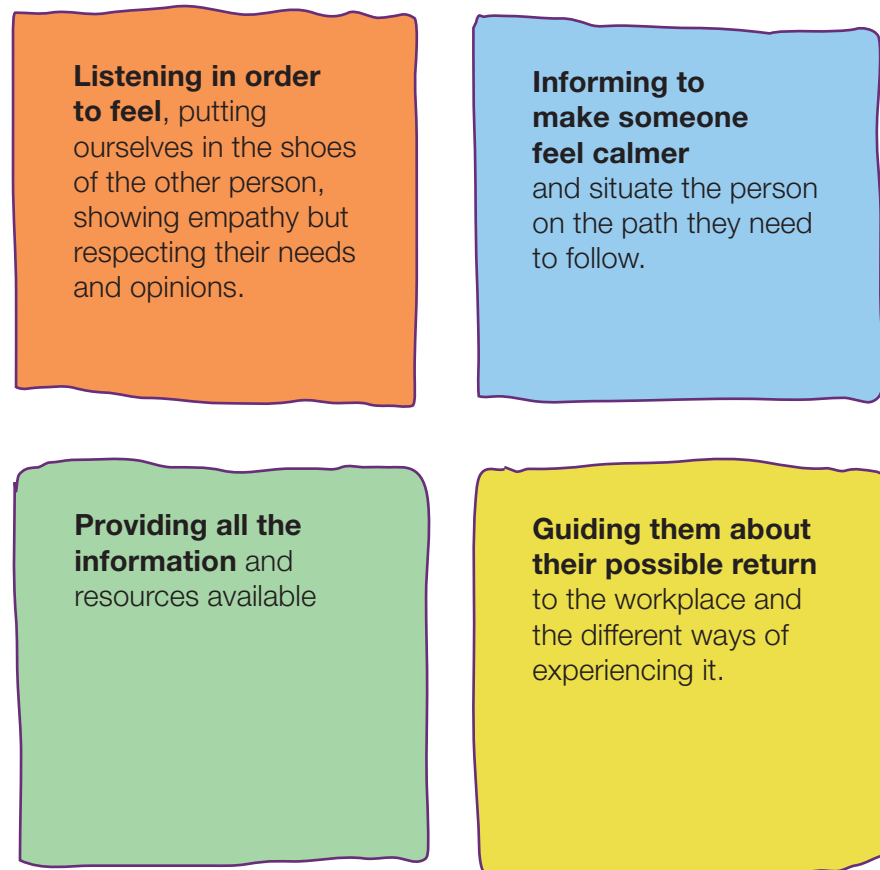 Listening in order
to feel, putting
ourselves in the shoes
of the other person,
showing empathy but
respecting their needs
and opinions.
Informing to
make someone
feel calmer
and situate the person
on the path they need
to follow.
Providing all the
information and
resources available
Guiding them about
their possible return
to the workplace and
the different ways of
experiencing it.